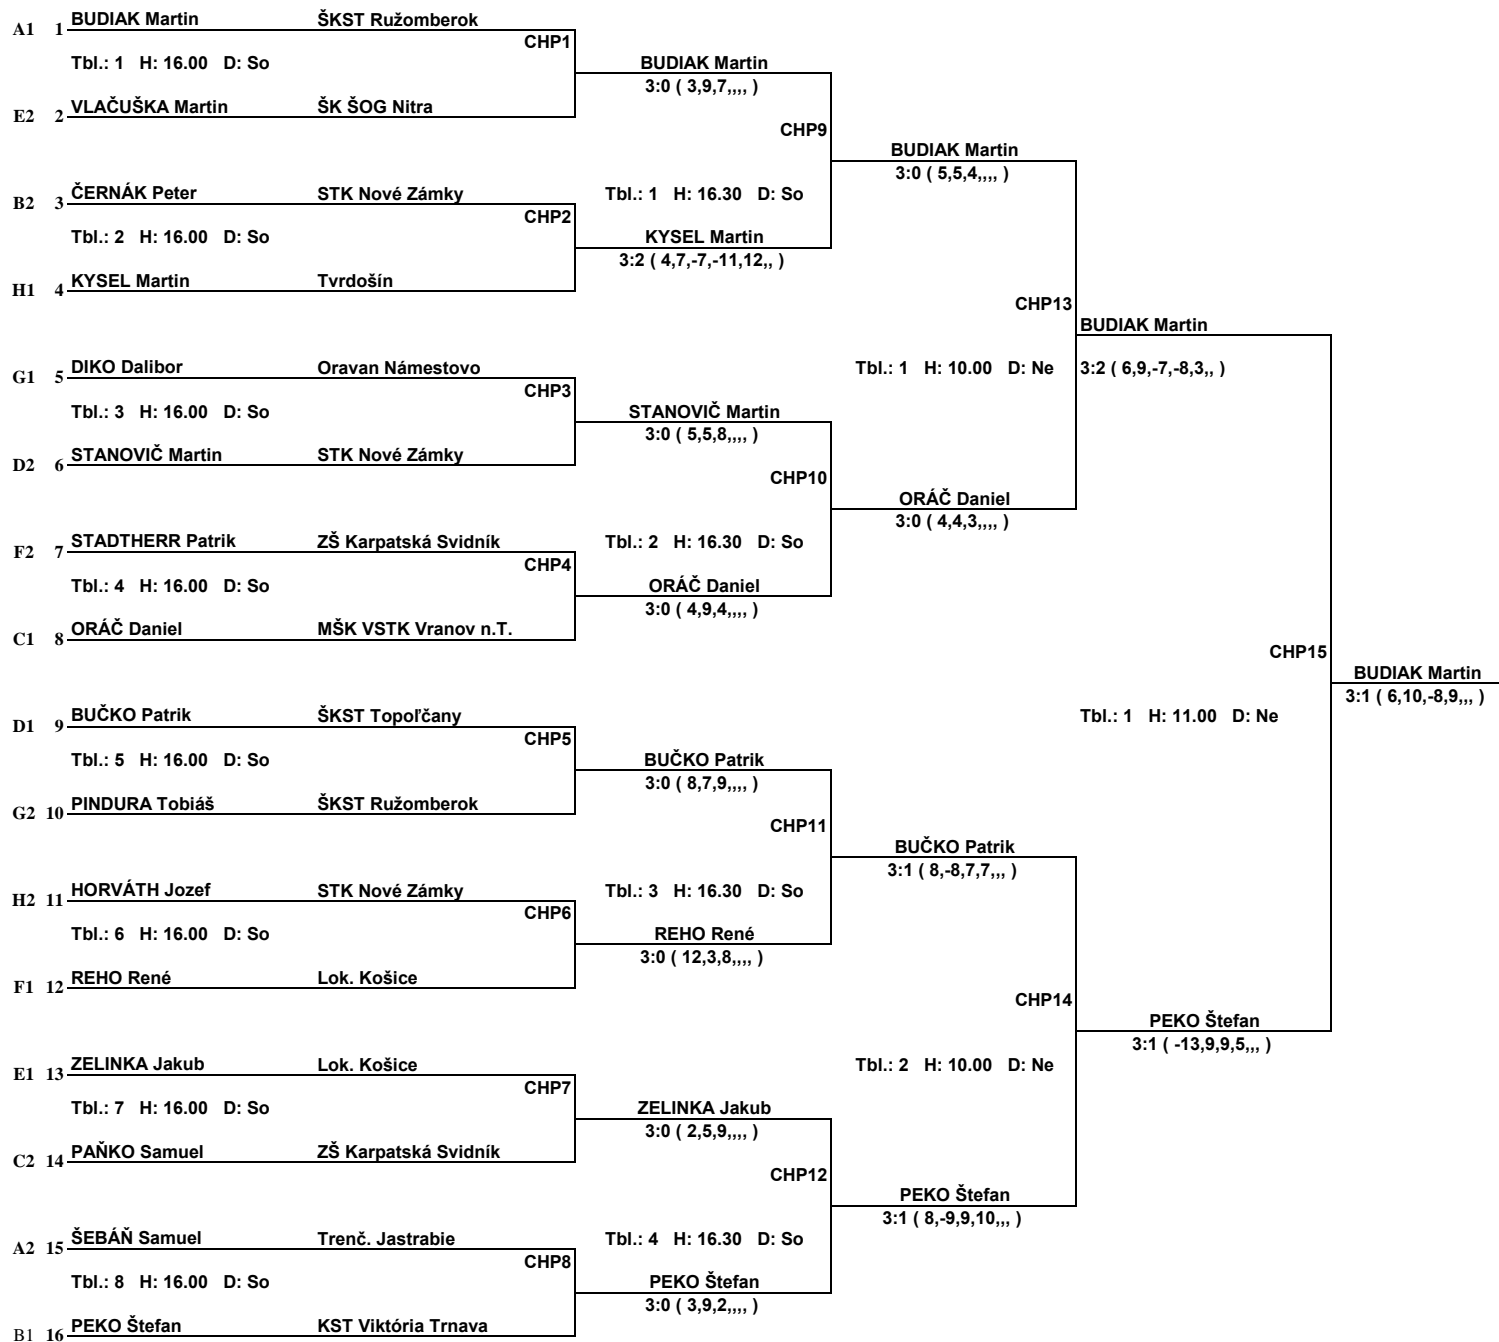 A1 1 BUDIAK Martin ŠKST Ružomberok
CHP1
Tbl.: 1 H: 16.00 D: So BUDIAK Martin
3:0 ( 3,9,7,,,, )
E2 2 VLAČUŠKA Martin ŠK ŠOG Nitra
CHP9
BUDIAK Martin
3:0 ( 5,5,4,,,, )
B2 3 ČERNÁK Peter STK Nové Zámky Tbl.: 1 H: 16.30 D: So
CHP2
Tbl.: 2 H: 16.00 D: So KYSEL Martin
3:2 ( 4,7,-7,-11,12,, )
H1 4 KYSEL Martin Tvrdošín
CHP13
BUDIAK Martin
G1 5 DIKO Dalibor Oravan Námestovo Tbl.: 1 H: 10.00 D: Ne 3:2 ( 6,9,-7,-8,3,, )
CHP3
Tbl.: 3 H: 16.00 D: So STANOVIČ Martin
3:0 ( 5,5,8,,,, )
D2 6 STANOVIČ Martin STK Nové Zámky
CHP10
ORÁČ Daniel
3:0 ( 4,4,3,,,, )
F2 7 STADTHERR Patrik ZŠ Karpatská Svidník Tbl.: 2 H: 16.30 D: So
CHP4
Tbl.: 4 H: 16.00 D: So ORÁČ Daniel
3:0 ( 4,9,4,,,, )
C1 8 ORÁČ Daniel MŠK VSTK Vranov n.T.
CHP15
BUDIAK Martin
3:1 ( 6,10,-8,9,,, )
D1 9 BUČKO Patrik ŠKST Topoľčany Tbl.: 1 H: 11.00 D: Ne
CHP5
Tbl.: 5 H: 16.00 D: So BUČKO Patrik
3:0 ( 8,7,9,,,, )
G2 10 PINDURA Tobiáš ŠKST Ružomberok
CHP11
BUČKO Patrik
3:1 ( 8,-8,7,7,,, )
H2 11 HORVÁTH Jozef STK Nové Zámky Tbl.: 3 H: 16.30 D: So
CHP6
Tbl.: 6 H: 16.00 D: So REHO René
3:0 ( 12,3,8,,,, )
F1 12 REHO René Lok. Košice
CHP14
PEKO Štefan
3:1 ( -13,9,9,5,,, )
E1 13 ZELINKA Jakub Lok. Košice Tbl.: 2 H: 10.00 D: Ne
CHP7
Tbl.: 7 H: 16.00 D: So ZELINKA Jakub
3:0 ( 2,5,9,,,, )
C2 14 PAŇKO Samuel ZŠ Karpatská Svidník
CHP12
PEKO Štefan
3:1 ( 8,-9,9,10,,, )
A2 15 ŠEBÁŇ Samuel Trenč. Jastrabie Tbl.: 4 H: 16.30 D: So
CHP8
Tbl.: 8 H: 16.00 D: So PEKO Štefan
3:0 ( 3,9,2,,,, )
B1 16 PEKO Štefan KST Viktória Trnava